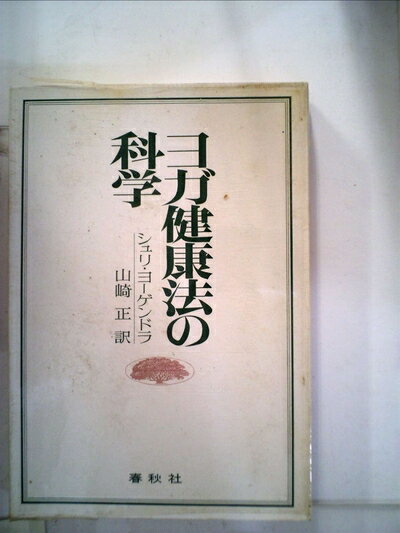 ヨガ健康法の
科学
シュリ・ヨーゲンドラ
山崎正訳
春秋社